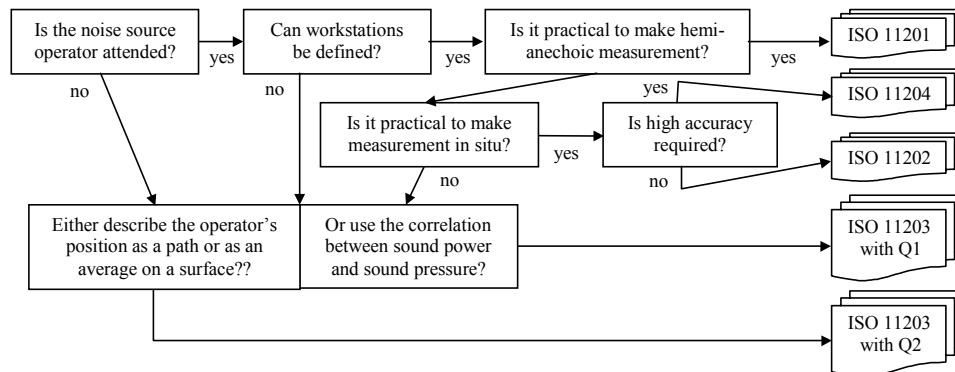 Is the noise source
operator attended?
yes
no
Can workstations
be defined?
yes
no
Is it practical to make hemi-
anechoic measurement?
yes
ISO 11201
Is it practical to make
measurement in situ?
yes
no
Is high accuracy
required?
yes
no
ISO 11204
ISO 11202
Either describe the operator's
position as a path or as an
average on a surface??
Or use the correlation
between sound power
and sound pressure?
ISO 11203
with Q1
ISO 11203
with Q2